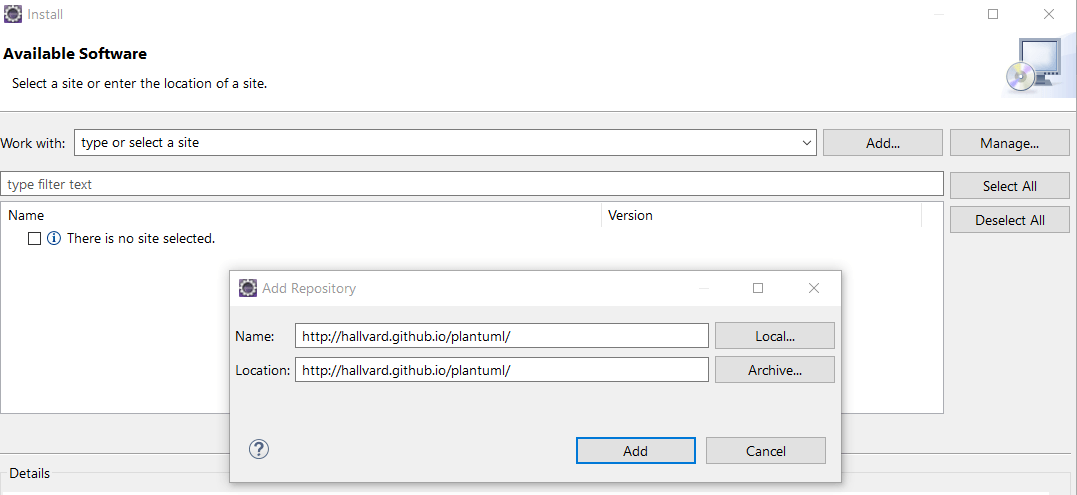 Install
Available Software
Select a site or enter the location of a site.
Work with: type or select a site Add... Manage...
type filter text Select All
Name Version Deselect All
There is no site selected.
Add Repository
Name: http://hallvard.github.io/plantuml/ Local...
Location: http://hallvard.github.io/plantuml/ Archive...
Add Cancel
Details